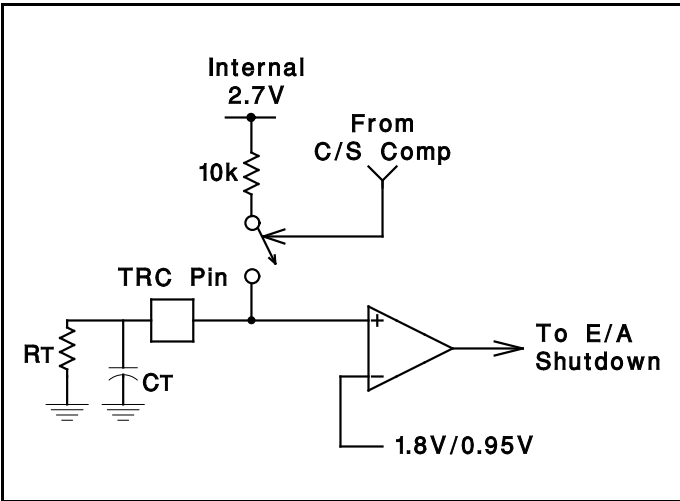 Internal
2.7V
From
C/S Comp
10k
TRC Pin
+
To E/A
Shutdown
RT
CT
−
1.8V/0.95V